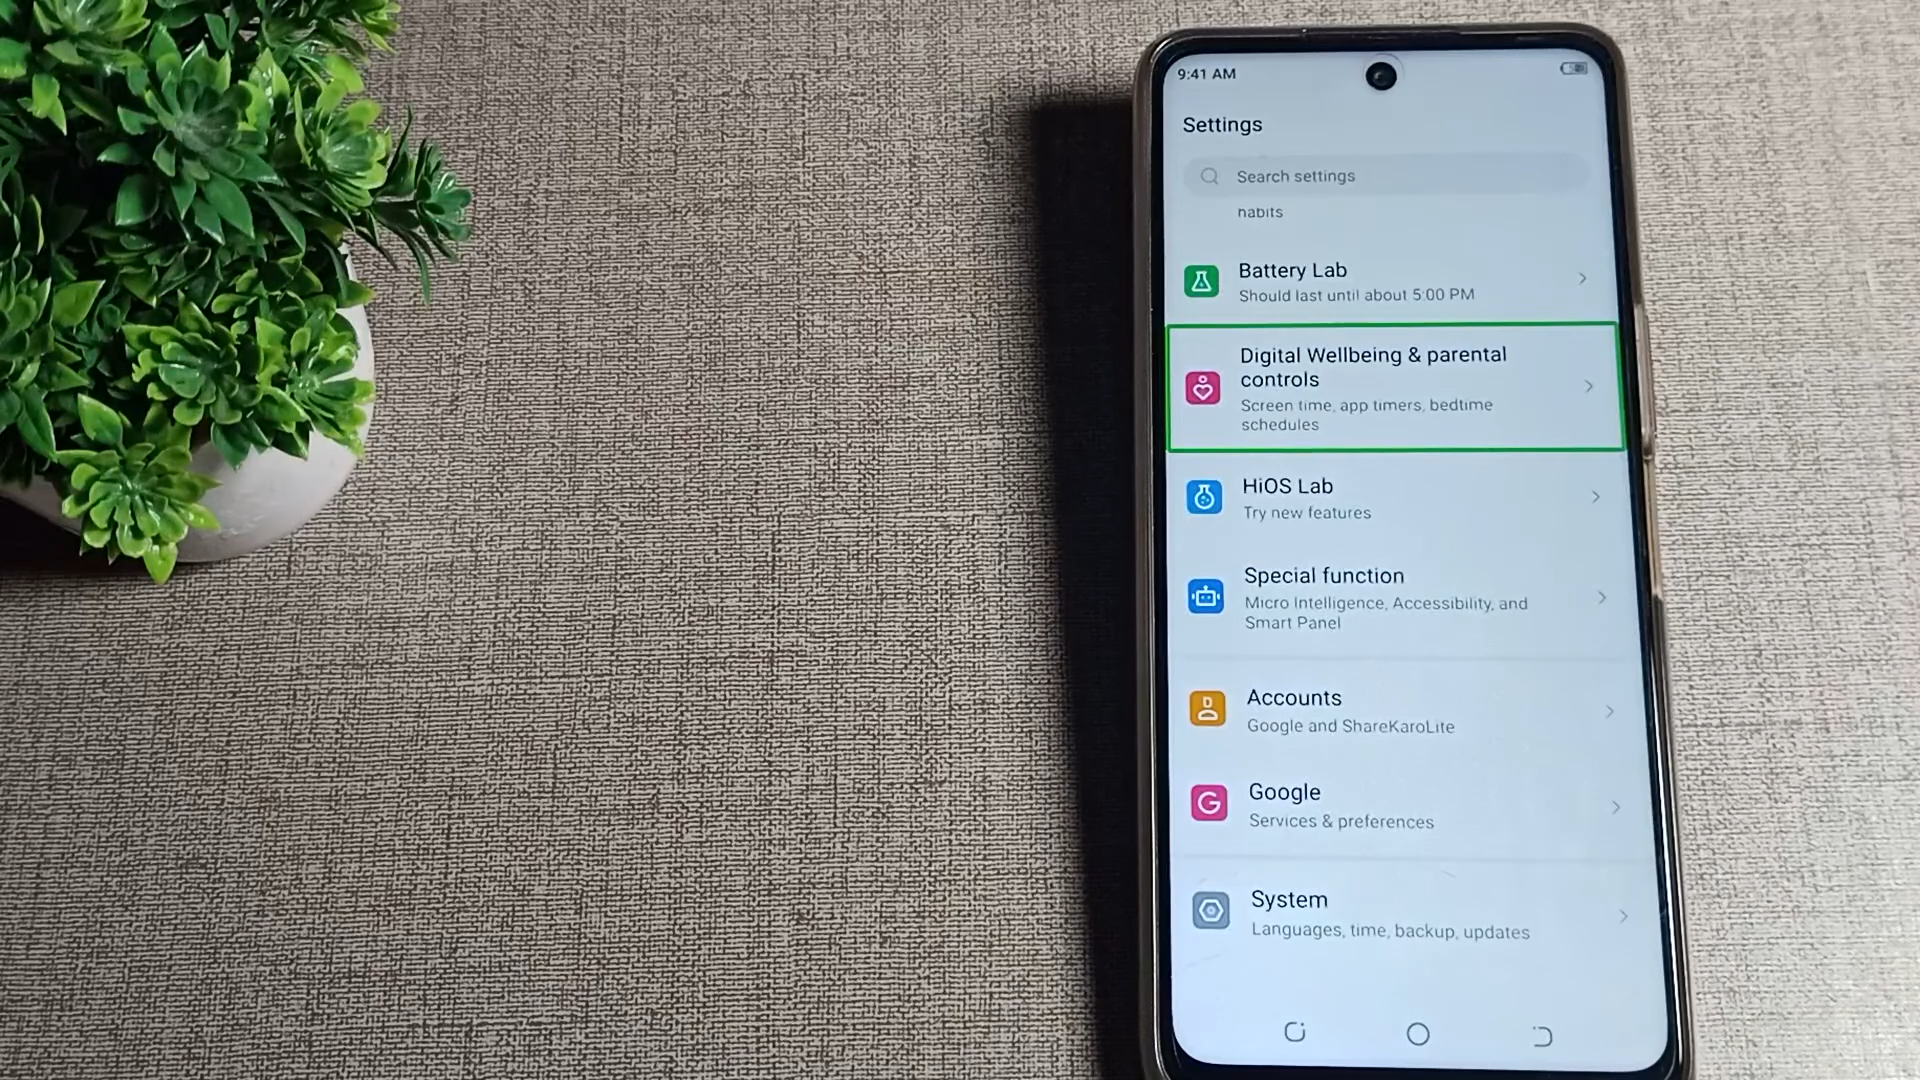 9:41 AM
Settings
Search settings
habits
Battery Lab
Should last until about 5:00 PM
Digital Wellbeing & parental
controls
Screen time, app timers, bedtime
schedules
HiOS Lab
Try new features
Special function
Micro Intelligence, Accessibility, and
Smart Panel
Accounts
Google and ShareKaroLite
Google
Services & preferences
System
Languages, time, backup, updates